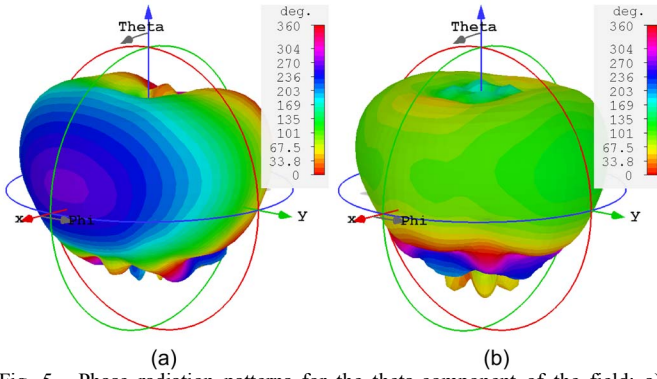 deg.
360
304
270
236
203
169
135
101
67.5
33.8
0
Theta
x
Phi
y
deg.
360
304
270
236
203
169
135
101
67.5
33.8
0
Theta
x
Phi
y
(a)
(b)
Fig. 5. Phase radiation patterns for the theta component of the field: a)